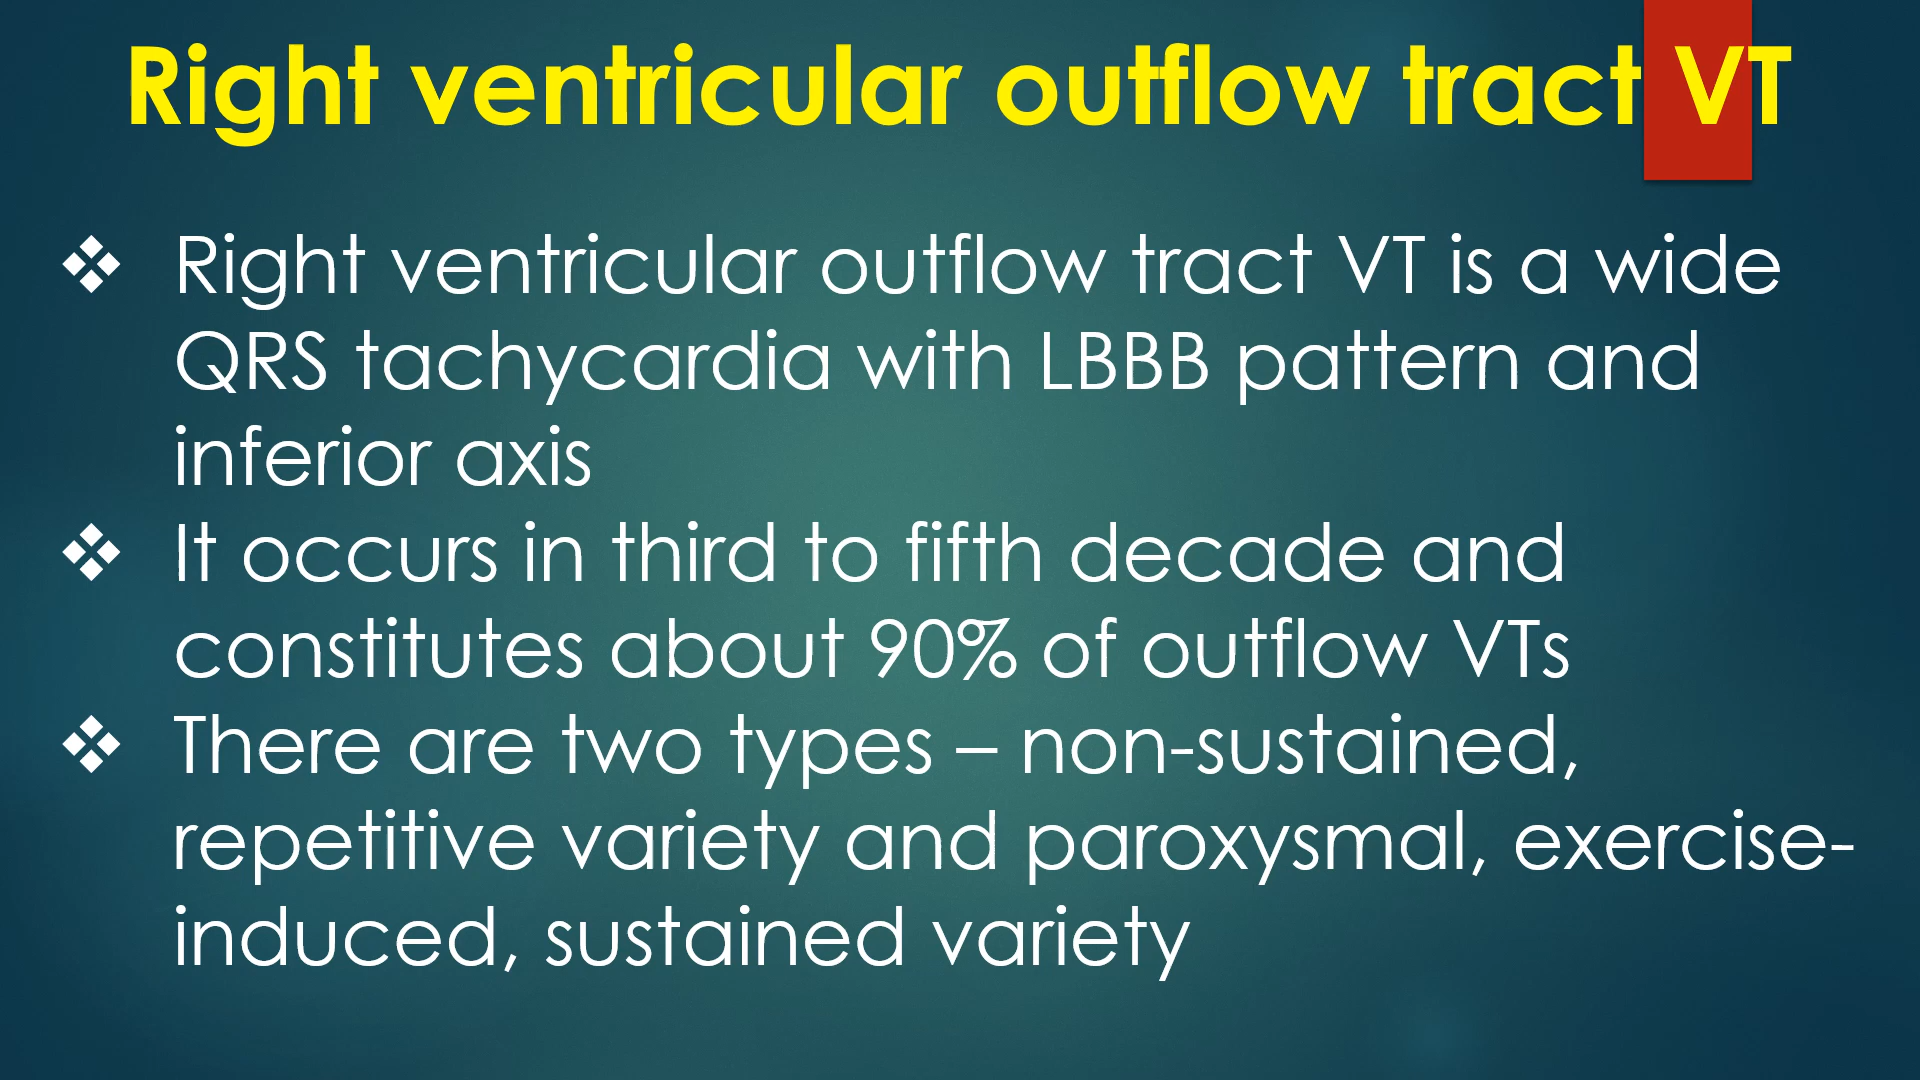 Right ventricular outflow tract VT
❖ Right ventricular outflow tract VT is a wide
QRS tachycardia with LBBB pattern and
inferior axis
❖ It occurs in third to fifth decade and
constitutes about 90% of outflow VTs
❖ There are two types – non-sustained,
repetitive variety and paroxysmal, exercise-
induced, sustained variety